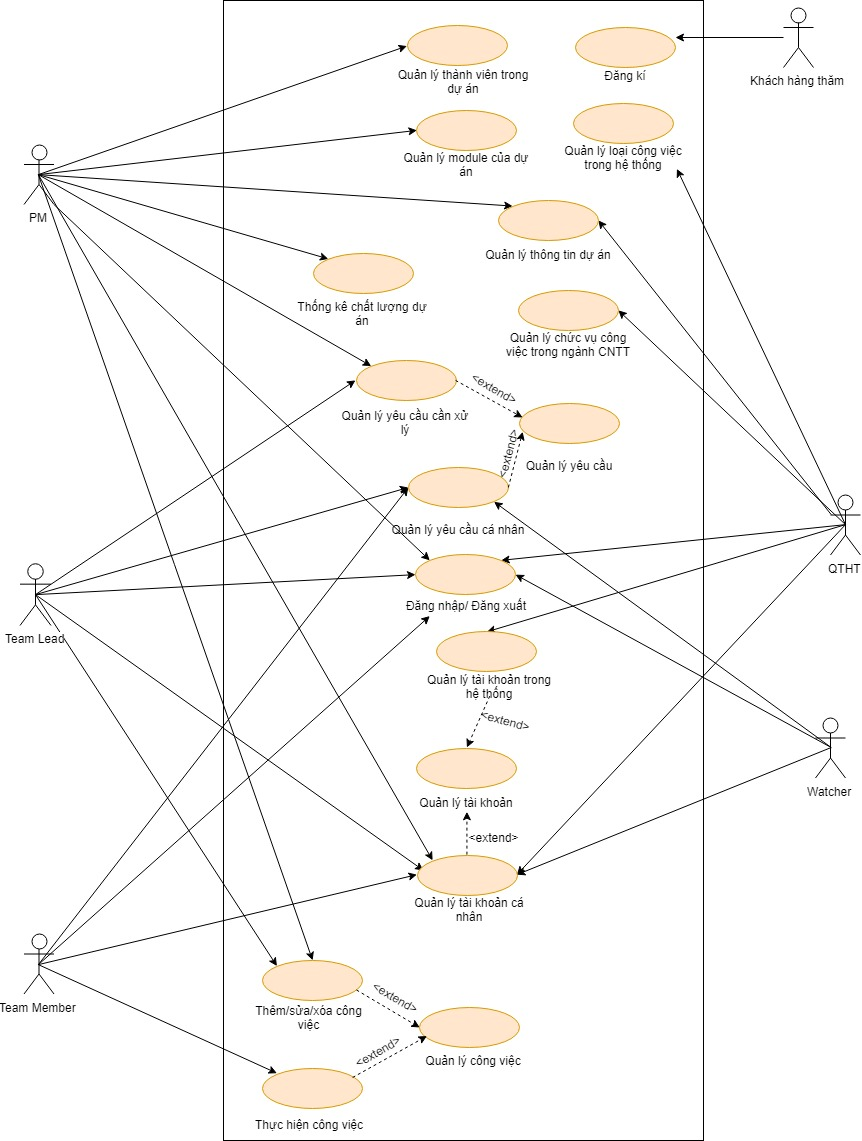 Quản lý thành viên trong
dự án
Đăng kí
Khách hàng thăm
Quản lý module của dự
án
Quản lý loại công việc
trong hệ thống
PM
Quản lý thông tin dự án
Thống kê chất lượng dự
án
Quản lý chức vụ công
việc trong ngành CNTT
<extend>
Quản lý yêu cầu cần xử
lý
<extend>
Quản lý yêu cầu
Quản lý yêu cầu cá nhân
QTHT
Đăng nhập/ Đăng xuất
Team Lead
Quản lý tài khoản trong
hệ thống
<extend>
Watcher
Quản lý tài khoản
<extend>
Quản lý tài khoản cá
nhân
Team Member
<extend>
Thêm/sửa/xóa công
việc
<extend>
Quản lý công việc
Thực hiện công việc